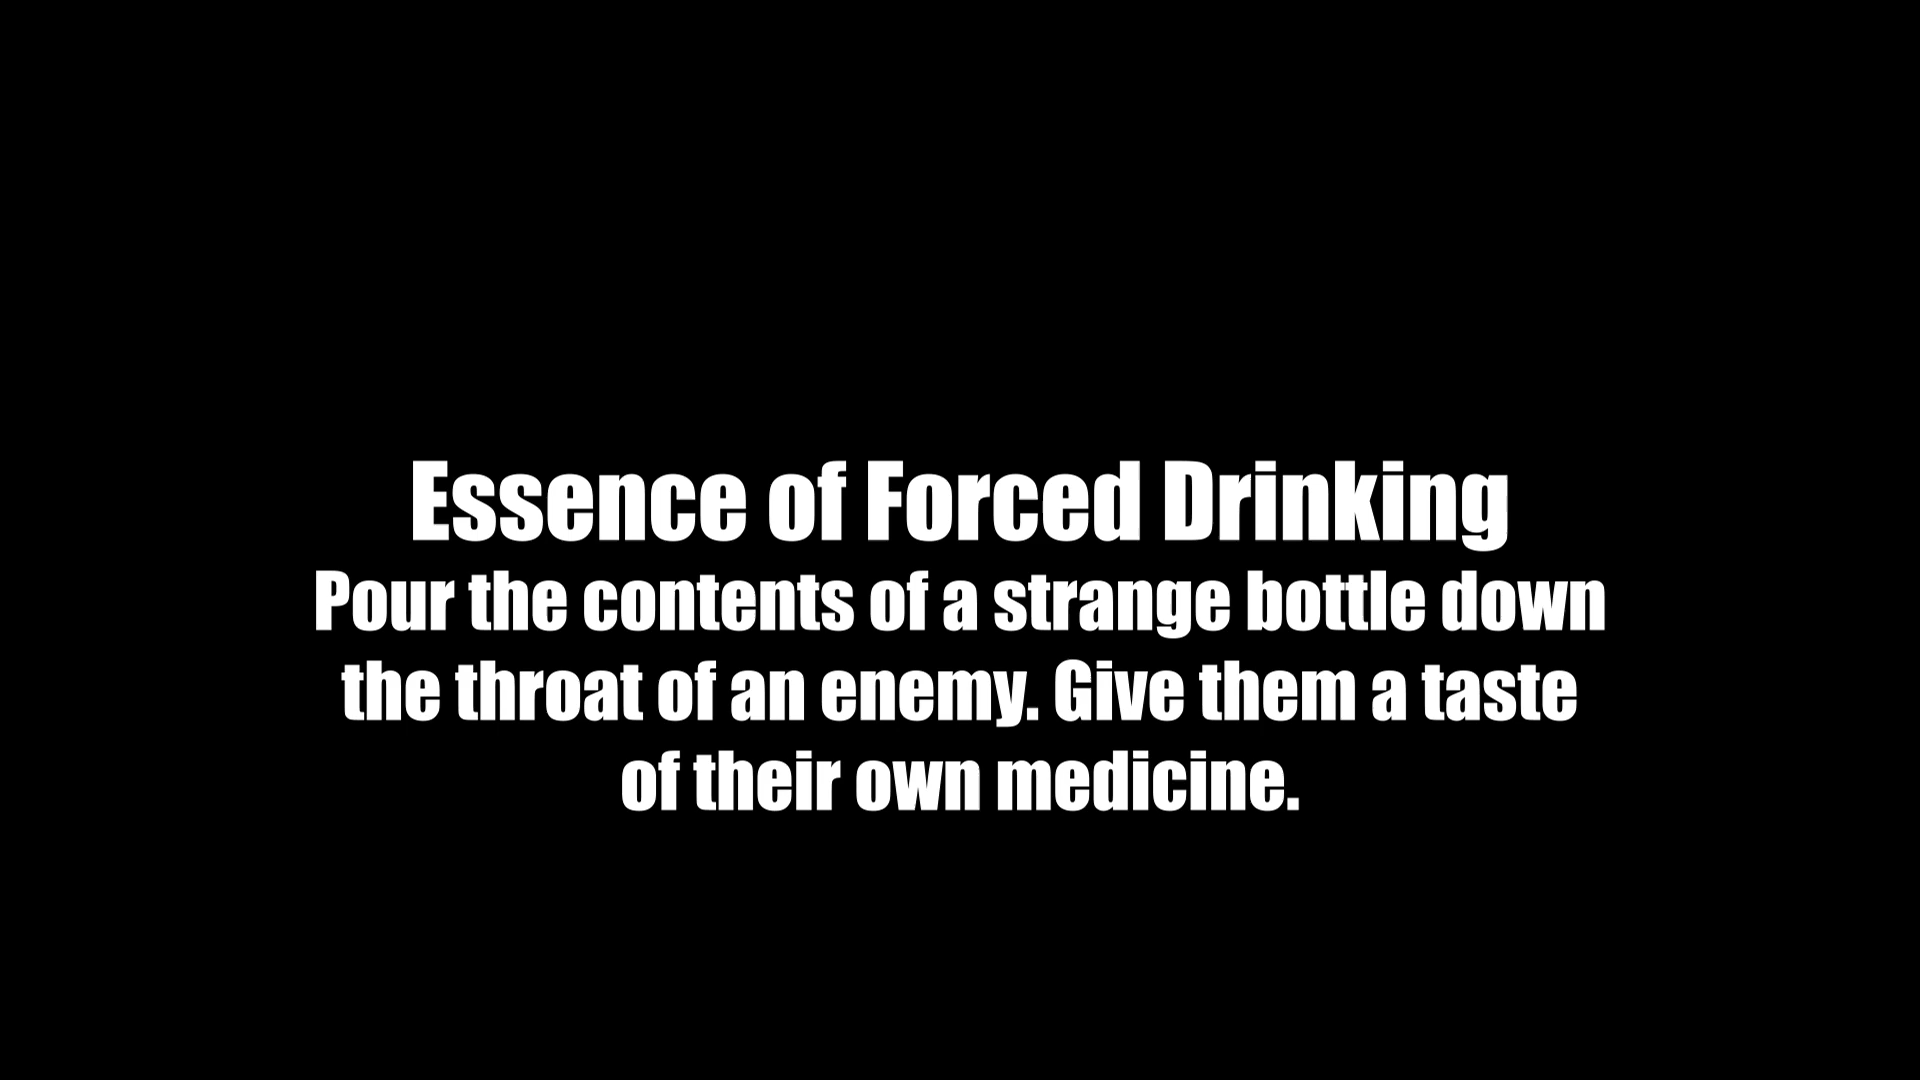 Essence of Forced Drinking
Pour the contents of a strange bottle down
the throat of an enemy. Give them a taste
of their own medicine.